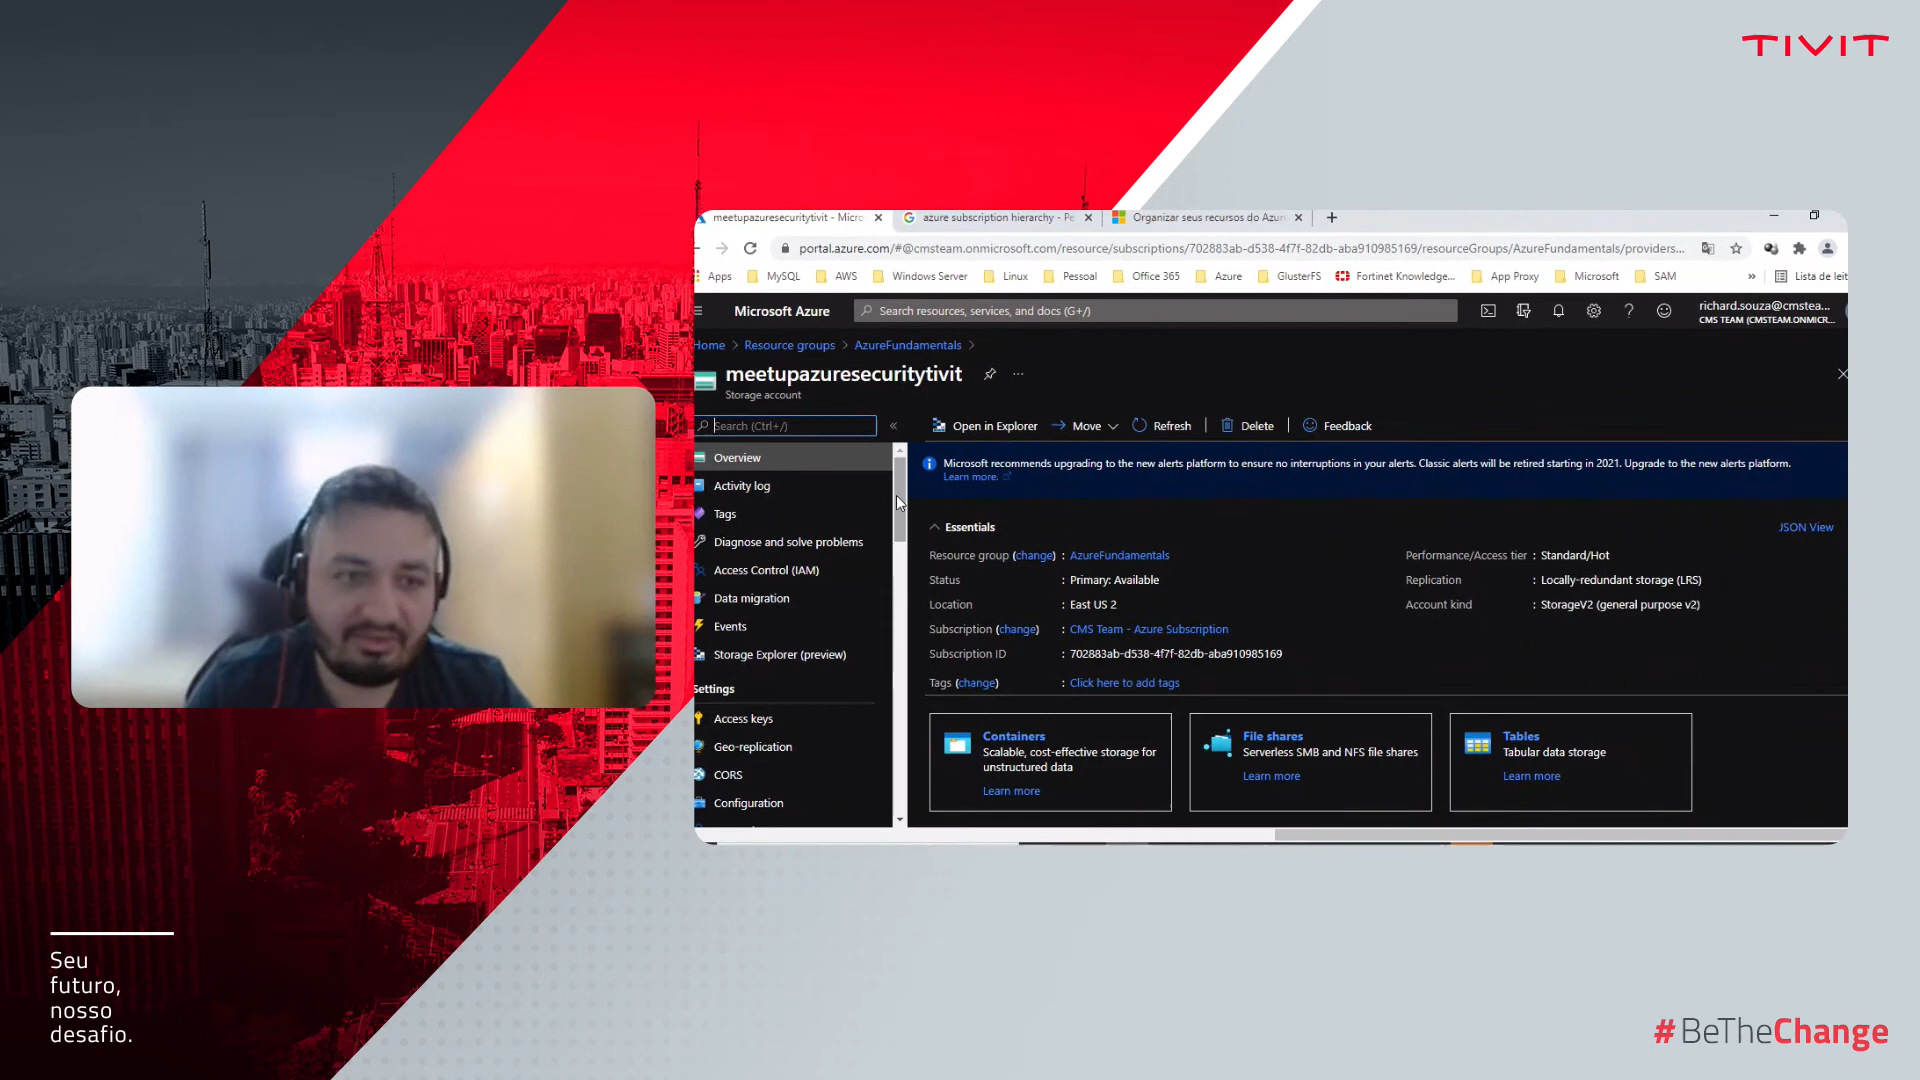 TIVIT
meetupazuresecuritytivit - Micro
azure subscription hierarchy - Pe
Organizar seus recursos do Azur
portal.azure.com/#@cmsteam.onmicrosoft.com/resource/subscriptions/702883ab-d538-4f7f-82db-aba910985169/resourceGroups/AzureFundamentals/providers...
Apps MySQL AWS Windows Server Linux Pessoal Office 365 Azure GlusterFS Fortinet Knowledge... App Proxy Microsoft SAM » Lista de leit
Microsoft Azure
Search resources, services, and docs (G+/)
richard.souza@cmstea...
CMS TEAM (CMSTEAM.ONMICR...
Home > Resource groups > AzureFundamentals >
meetupazuresecuritytivit
Storage account
Search (Ctrl+/)
«
Open in Explorer Move Refresh Delete Feedback
Overview
Activity log
Tags
Diagnose and solve problems
Access Control (IAM)
Data migration
Events
Storage Explorer (preview)
Settings
Access keys
Geo-replication
CORS
Configuration
Microsoft recommends upgrading to the new alerts platform to ensure no interruptions in your alerts. Classic alerts will be retired starting in 2021. Upgrade to the new alerts platform.
Learn more.
Essentials
JSON View
Resource group (change) : AzureFundamentals
Status : Primary: Available
Location : East US 2
Subscription (change) : CMS Team - Azure Subscription
Subscription ID : 702883ab-d538-4f7f-82db-aba910985169
Tags (change) : Click here to add tags
Performance/Access tier : Standard/Hot
Replication : Locally-redundant storage (LRS)
Account kind : StorageV2 (general purpose v2)
Containers
Scalable, cost-effective storage for
unstructured data
Learn more
File shares
Serverless SMB and NFS file shares
Learn more
Tables
Tabular data storage
Learn more
Seu
futuro,
nosso
desafio.
#BeTheChange